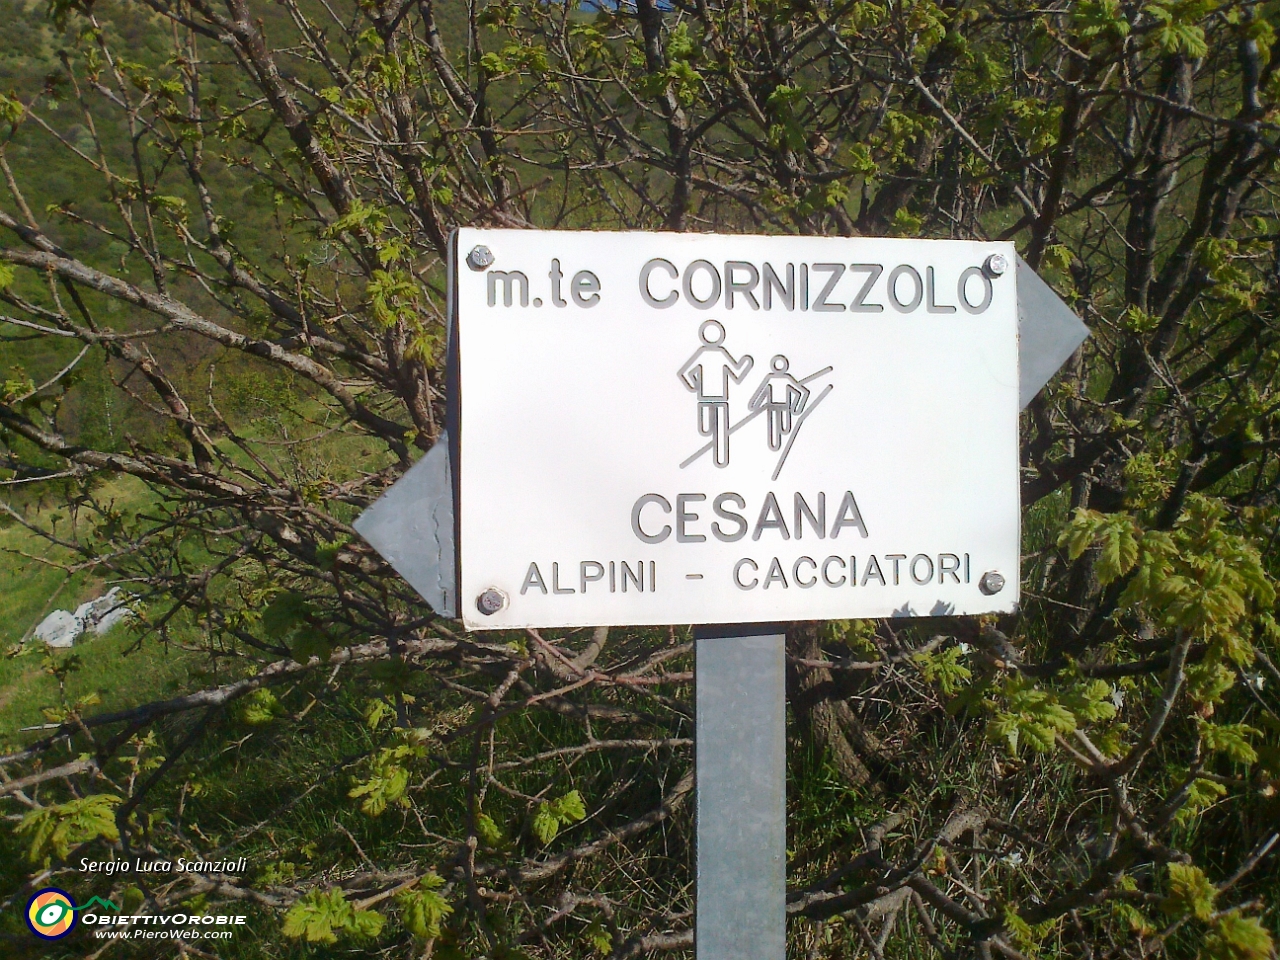 m.te CORNIZZOLO
CESANA
ALPINI - CACCIATORI
Sergio Luca Scanzioli
OBIETTIVOROBIE
www.PieroWeb.com